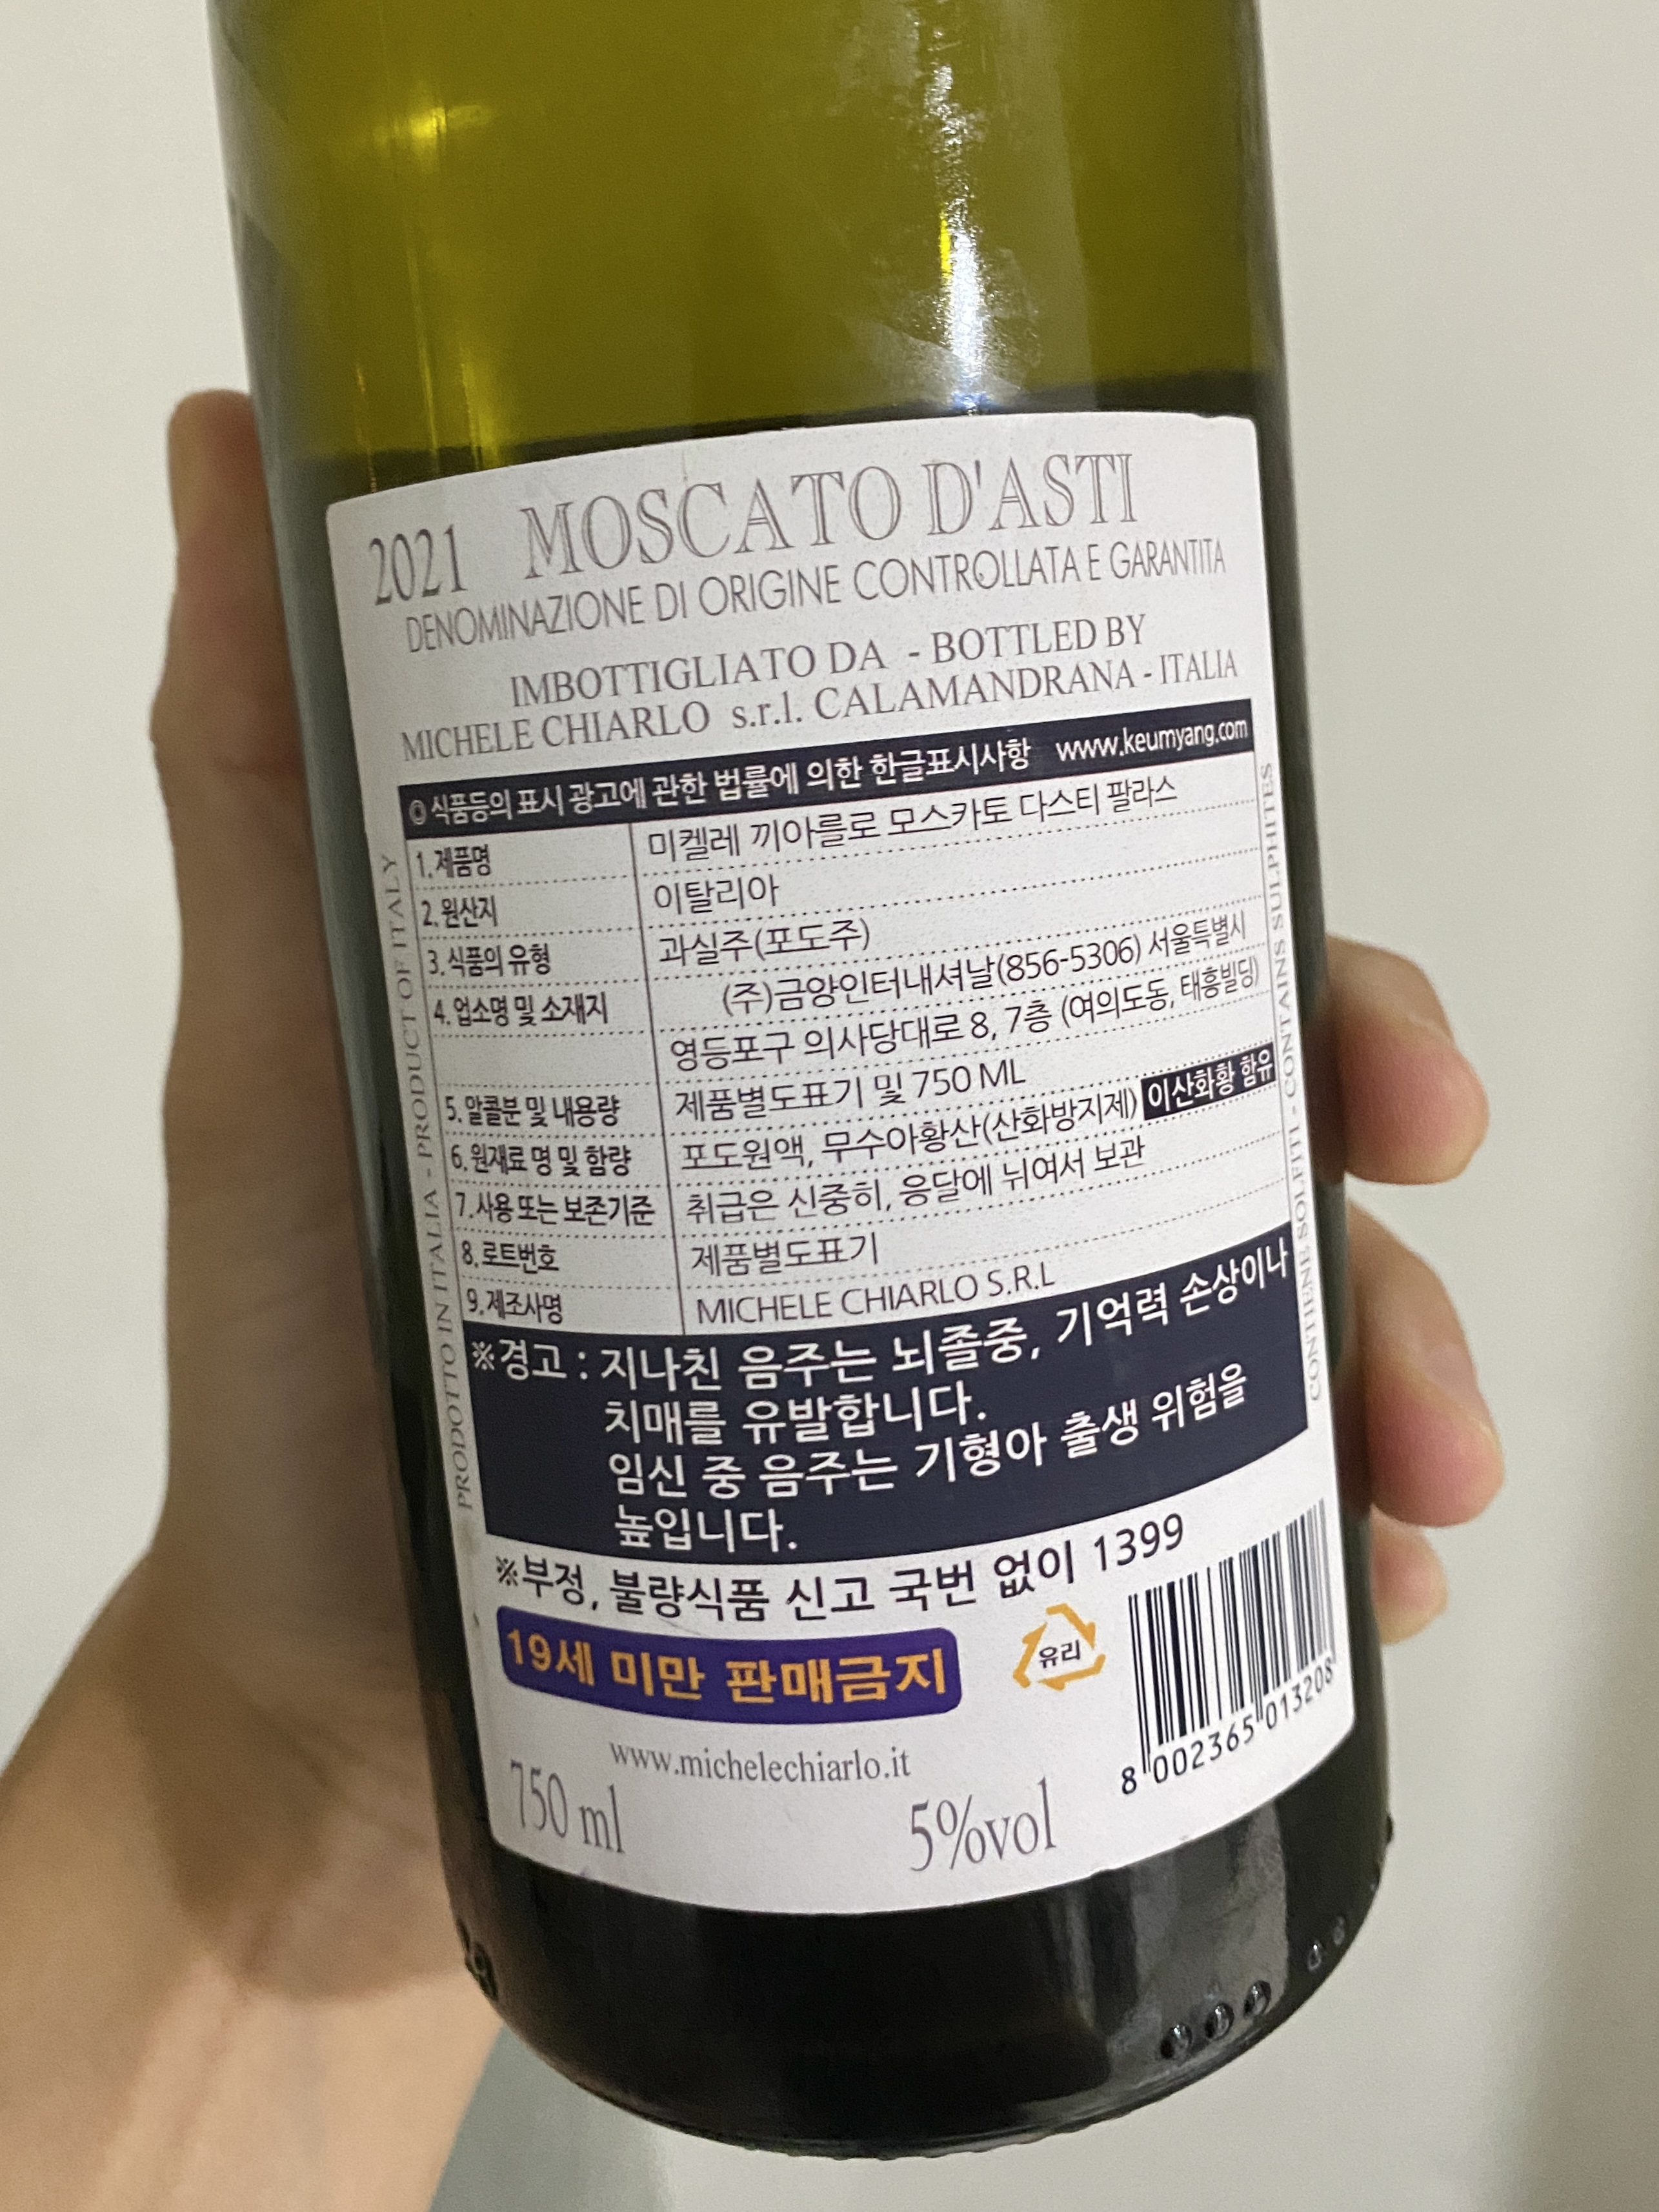 2021 MOSCATO D'ASTI
DENOMINAZIONE DI ORIGINE CONTROLLATA E GARANTITA
IMBOTTIGLIATO DA - BOTTLED BY
MICHELE CHIARLO s.r.l. CALAMANDRANA - ITALIA
◎ 식품등의 표시 광고에 관한 법률에 의한 한글표시사항 www.keumyang.com
1. 제품명 미켈레 끼아를로 모스카토 다스티 팔라스
2. 원산지 이탈리아
3. 식품의 유형 과실주(포도주)
4. 업소명 및 소재지 (주)금양인터내셔날(856-5306) 서울특별시
영등포구 의사당대로 8, 7층 (여의도동, 태흥빌딩)
5. 알콜분 및 내용량 제품별도표기 및 750 ML
6. 원재료 명 및 함량 포도원액, 무수아황산(산화방지제) 이산화황 함유
7. 사용 또는 보존기준 취급은 신중히, 응달에 뉘여서 보관
8. 로트번호 제품별도표기
9. 제조사명 MICHELE CHIARLO S.R.L
※경고 : 지나친 음주는 뇌졸중, 기억력 손상이나
치매를 유발합니다.
임신 중 음주는 기형아 출생 위험을
높입니다.
※부정, 불량식품 신고 국번 없이 1399
19세 미만 판매금지
유리
8 002365 013208
www.michelechiarlo.it
750 ml 5%vol
PRODOTTO IN ITALIA - PRODUCT OF ITALY
CONTIENE SOLFITI - CONTAINS SULPHITES